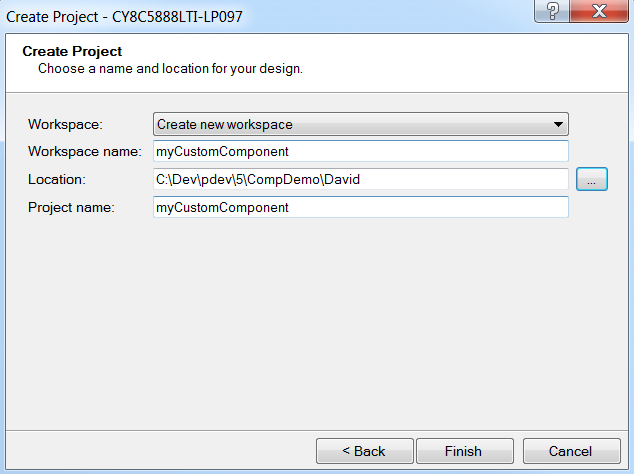 Create Project - CY8C5888LTI-LP097
?
X
Create Project
Choose a name and location for your design.
Workspace: Create new workspace
Workspace name: myCustomComponent
Location: C:\Dev\pdev\5\CompDemo\David ...
Project name: myCustomComponent
< Back Finish Cancel